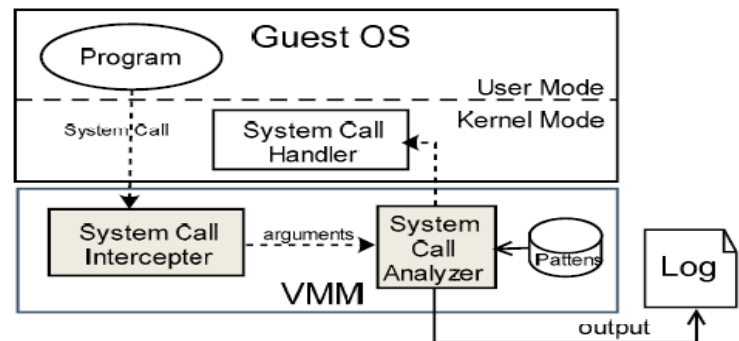 Guest OS
Program
User Mode
Kernel Mode
System Call
System Call
Handler
System Call
Intercepter
arguments
System
Call
Analyzer
Pattens
Log
VMM
output